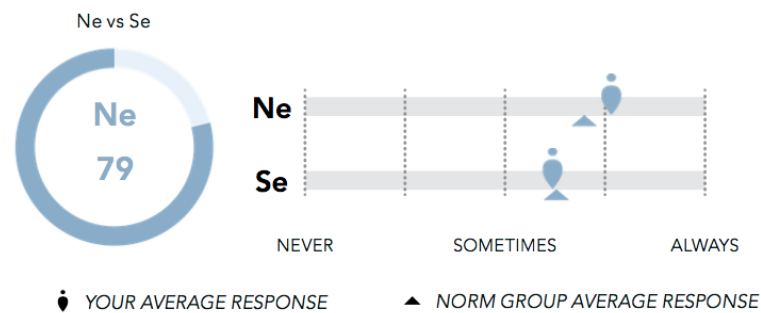 Ne vs Se
Ne
79
Ne
Se
NEVER
SOMETIMES
ALWAYS
YOUR AVERAGE RESPONSE
NORM GROUP AVERAGE RESPONSE